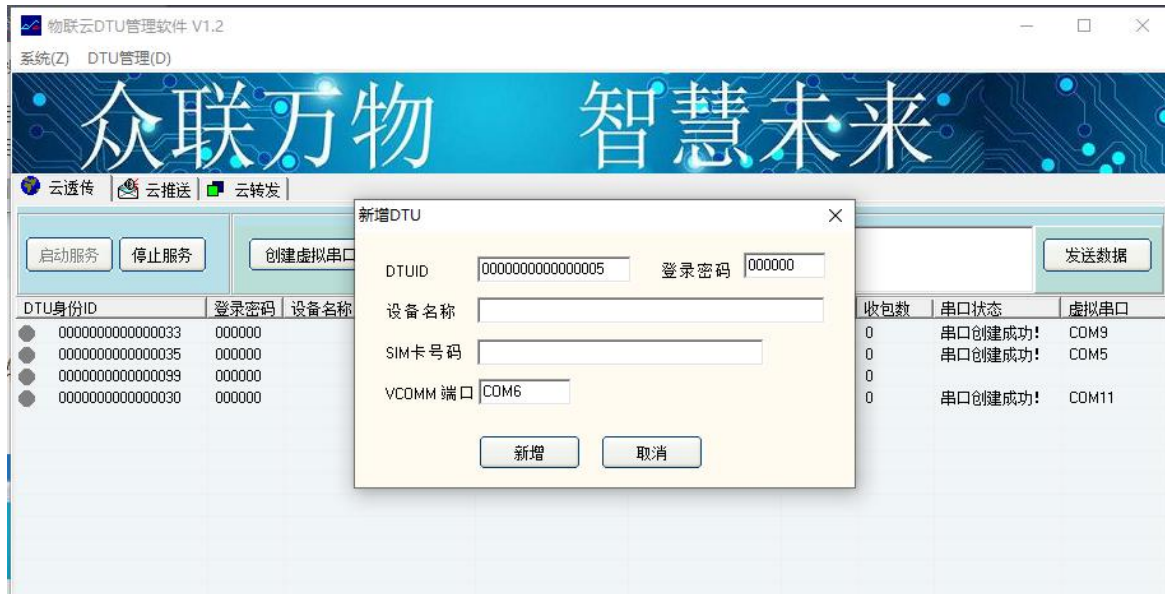 物联云DTU管理软件 V1.2
系统(Z) DTU管理(D)
众联万物 智慧未来
云透传 云推送 云转发
启动服务 停止服务 创建虚拟串口 发送数据
新增DTU
DTUID 0000000000000005 登录密码 000000
设备名称
SIM卡号码
VCOMM 端口 COM6
新增 取消
DTU身份ID 登录密码 设备名称 收包数 串口状态 虚拟串口
0000000000000033 000000 0 串口创建成功! COM9
0000000000000035 000000 0 串口创建成功! COM5
0000000000000099 000000 0
0000000000000030 000000 0 串口创建成功! COM11